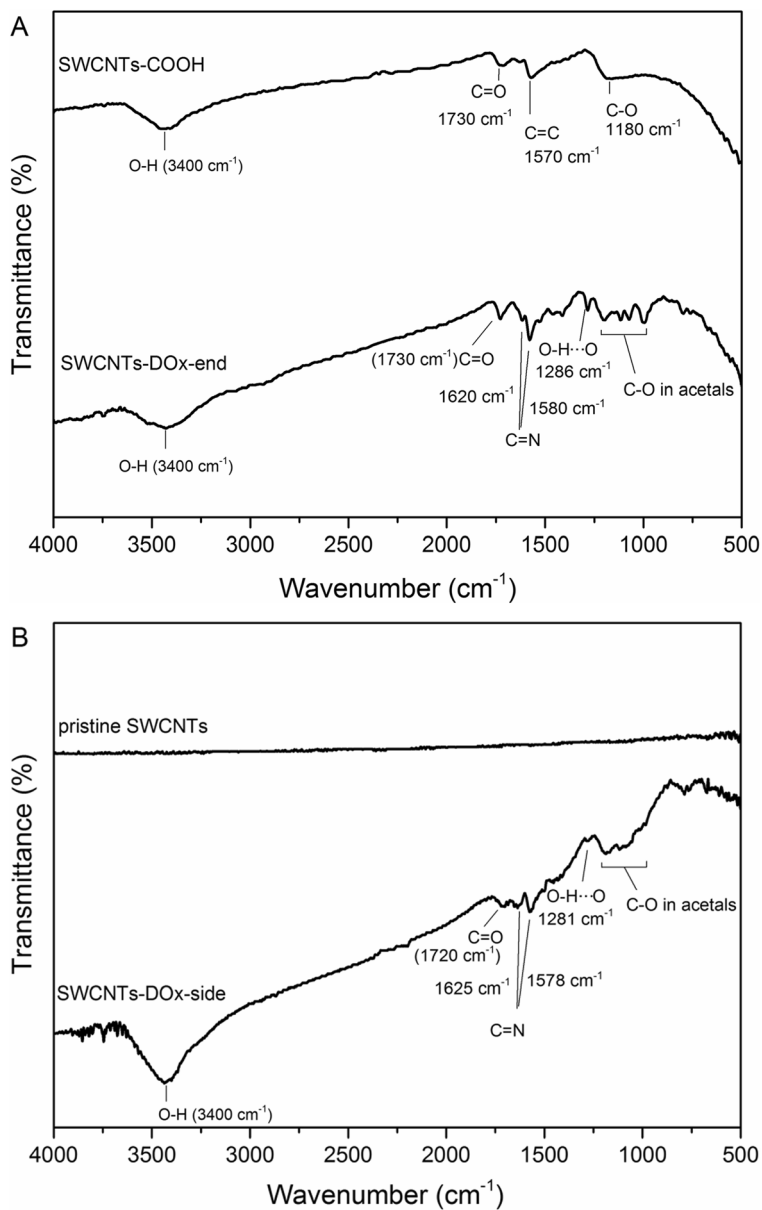 A
SWCNTs-COOH
C=O
1730 cm⁻¹
C=C
1570 cm⁻¹
C-O
1180 cm⁻¹
O-H (3400 cm⁻¹)
Transmittance (%)
SWCNTs-DOx-end
(1730 cm⁻¹)C=O
1620 cm⁻¹
O-H···O
1286 cm⁻¹
1580 cm⁻¹
C-O in acetals
C=N
O-H (3400 cm⁻¹)
4000 3500 3000 2500 2000 1500 1000 500
Wavenumber (cm⁻¹)
B
pristine SWCNTs
Transmittance (%)
O-H···O
1281 cm⁻¹
C-O in acetals
C=O
(1720 cm⁻¹)
1625 cm⁻¹
1578 cm⁻¹
SWCNTs-DOx-side
C=N
O-H (3400 cm⁻¹)
4000 3500 3000 2500 2000 1500 1000 500
Wavenumber (cm⁻¹)